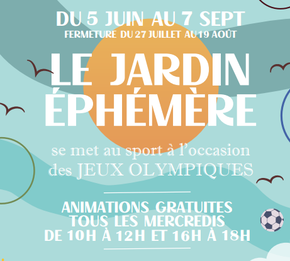 DU 5 JUIN AU 7 SEPT
FERMETURE DU 27 JUILLET AU 19 AOÛT
LE JARDIN
ÉPHÉMÈRE
se met au sport à l'occasion
des JEUX OLYMPIQUES
ANIMATIONS GRATUITES
TOUS LES MERCREDIS
DE 10H À 12H ET 16H À 18H